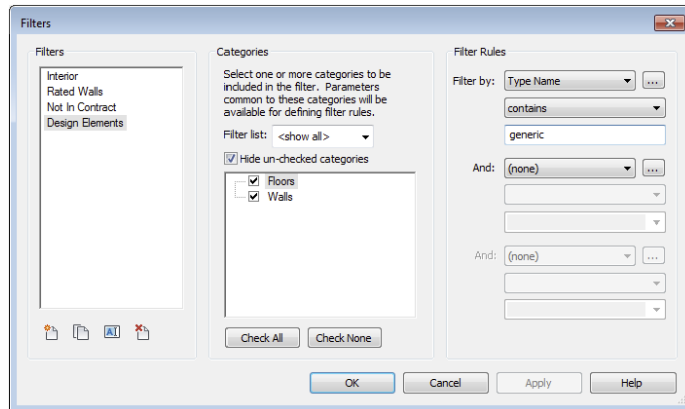 Filters
Filters
Interior
Rated Walls
Not In Contract
Design Elements
Categories
Select one or more categories to be
included in the filter. Parameters
common to these categories will be
available for defining filter rules.
Filter list: <show all>
Hide un-checked categories
Floors
Walls
Check All Check None
Filter Rules
Filter by: Type Name ...
contains
generic
And: (none) ...
And: (none) ...
OK Cancel Apply Help